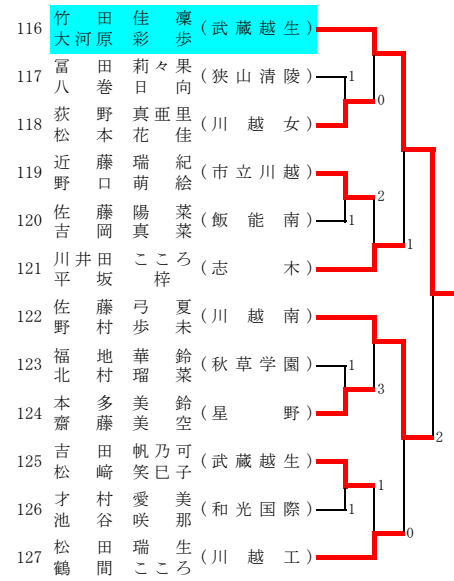 116 竹田佳凜 大河原彩歩 (武蔵越生)
117 冨田莉々果 八巻日向 (狭山清陵) 1
0
118 荻野真亜里 松本花佳 (川越女)
119 近藤瑞紀 野口萌絵 (市立川越)
2
120 佐藤陽菜 吉岡真菜 (飯能南) 1
1
121 川井田こころ 平坂梓 (志木)
122 佐藤弓夏 野村歩未 (川越南)
123 福地華鈴 北村瑠菜 (秋草学園) 1
3
124 本多美鈴 齋藤美空 (星野)
2
125 吉田帆乃可 松﨑笑巳子 (武蔵越生)
1
126 才村愛美 池谷咲那 (和光国際) 1
0
127 松田瑞生 鶴間こころ (川越工)